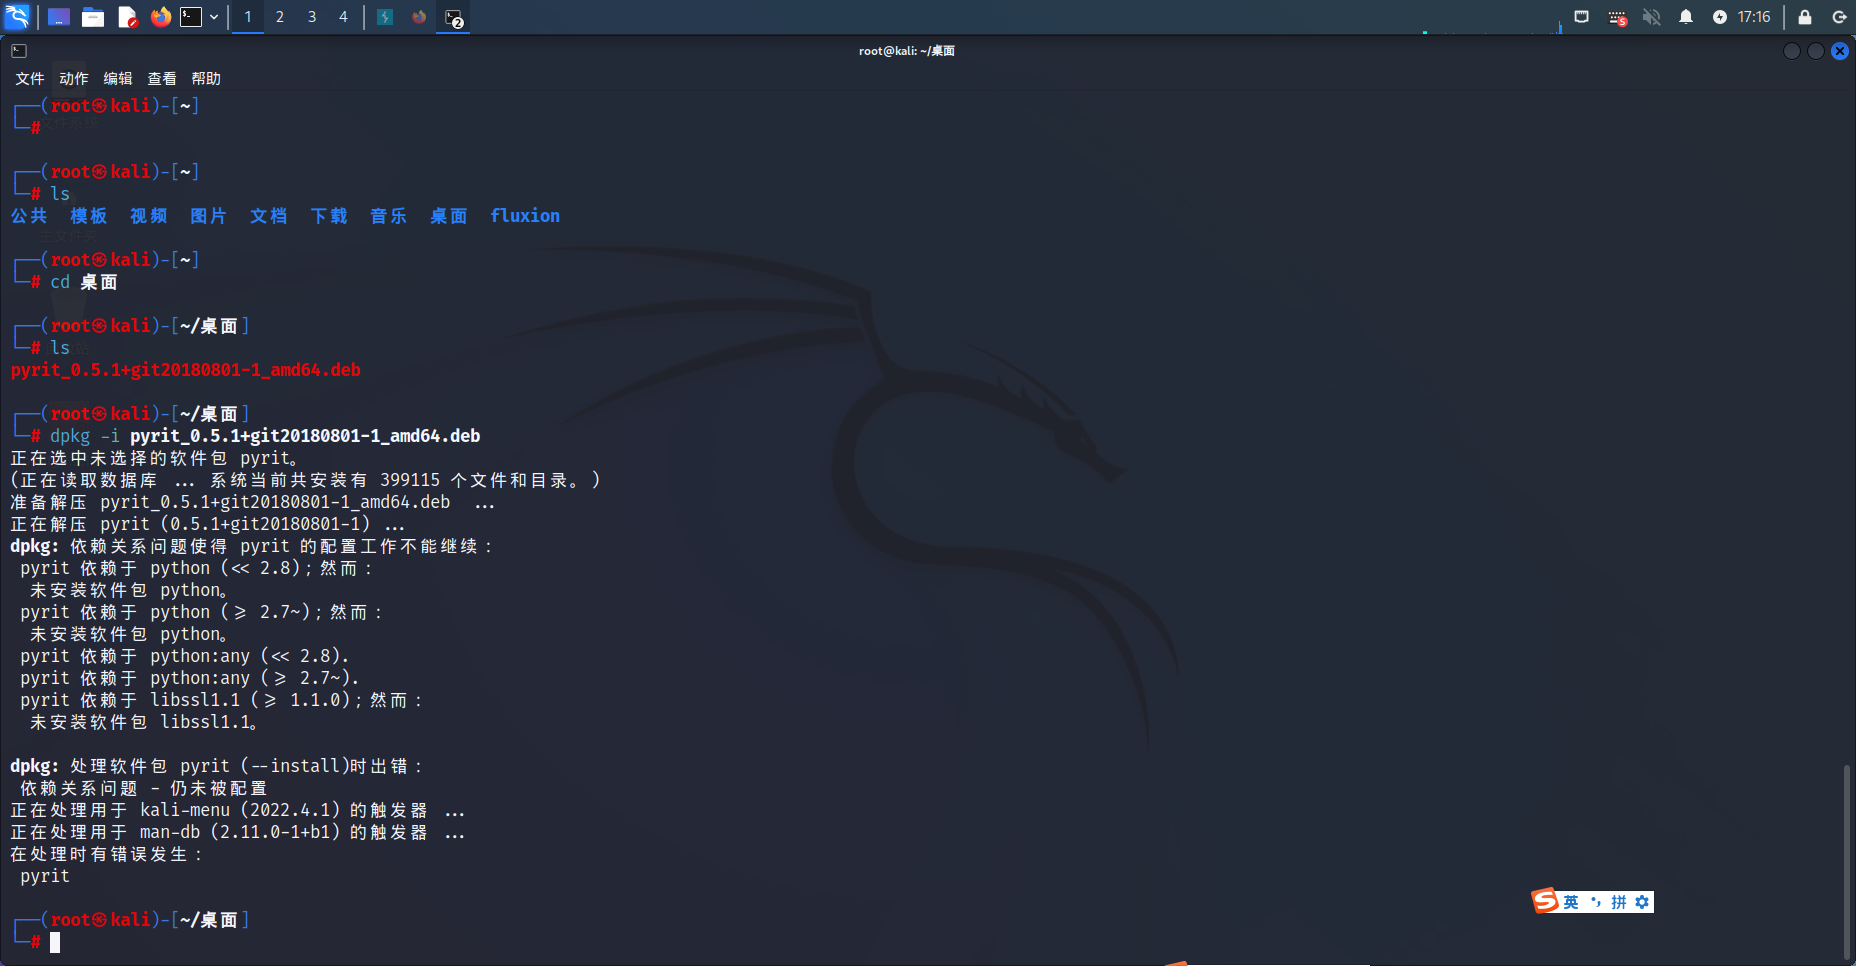 1 2 3 4 2 17:16
root@kali: ~/桌面
文件 动作 编辑 查看 帮助
┌──(root㉿kali)-[~]
└─#
┌──(root㉿kali)-[~]
└─# ls
公共 模板 视频 图片 文档 下载 音乐 桌面 fluxion
┌──(root㉿kali)-[~]
└─# cd 桌面
┌──(root㉿kali)-[~/桌面]
└─# ls
pyrit_0.5.1+git20180801-1_amd64.deb
┌──(root㉿kali)-[~/桌面]
└─# dpkg -i pyrit_0.5.1+git20180801-1_amd64.deb
正在选中未选择的软件包 pyrit。
(正在读取数据库 ... 系统当前共安装有 399115 个文件和目录。)
准备解压 pyrit_0.5.1+git20180801-1_amd64.deb ...
正在解压 pyrit (0.5.1+git20180801-1) ...
dpkg: 依赖关系问题使得 pyrit 的配置工作不能继续：
pyrit 依赖于 python (<< 2.8)；然而：
未安装软件包 python。
pyrit 依赖于 python (>= 2.7~)；然而：
未安装软件包 python。
pyrit 依赖于 python:any (<< 2.8).
pyrit 依赖于 python:any (>= 2.7~).
pyrit 依赖于 libssl1.1 (>= 1.1.0)；然而：
未安装软件包 libssl1.1。
dpkg: 处理软件包 pyrit (--install)时出错：
依赖关系问题 - 仍未被配置
正在处理用于 kali-menu (2022.4.1) 的触发器 ...
正在处理用于 man-db (2.11.0-1+b1) 的触发器 ...
在处理时有错误发生：
pyrit
┌──(root㉿kali)-[~/桌面]
└─#
S 英 拼